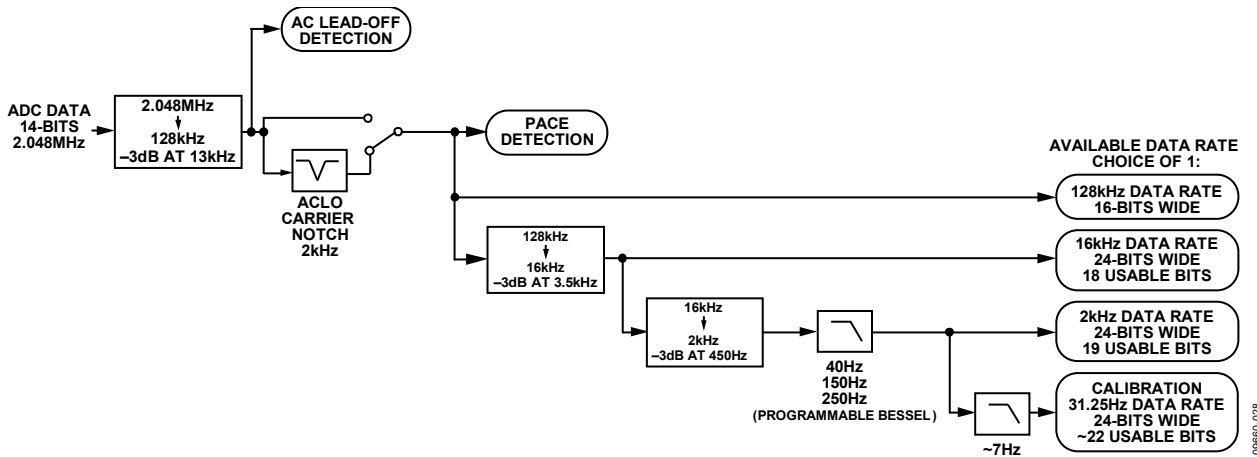 AC LEAD-OFF
DETECTION
ADC DATA
14-BITS
2.048MHz
2.048MHz
128kHz
–3dB AT 13kHz
ACLO
CARRIER
NOTCH
2kHz
PACE
DETECTION
AVAILABLE DATA RATE
CHOICE OF 1:
128kHz DATA RATE
16-BITS WIDE
128kHz
16kHz
–3dB AT 3.5kHz
16kHz DATA RATE
24-BITS WIDE
18 USABLE BITS
16kHz
2kHz
–3dB AT 450Hz
40Hz
150Hz
250Hz
(PROGRAMMABLE BESSEL)
2kHz DATA RATE
24-BITS WIDE
19 USABLE BITS
~7Hz
CALIBRATION
31.25Hz DATA RATE
24-BITS WIDE
~22 USABLE BITS
09660-028